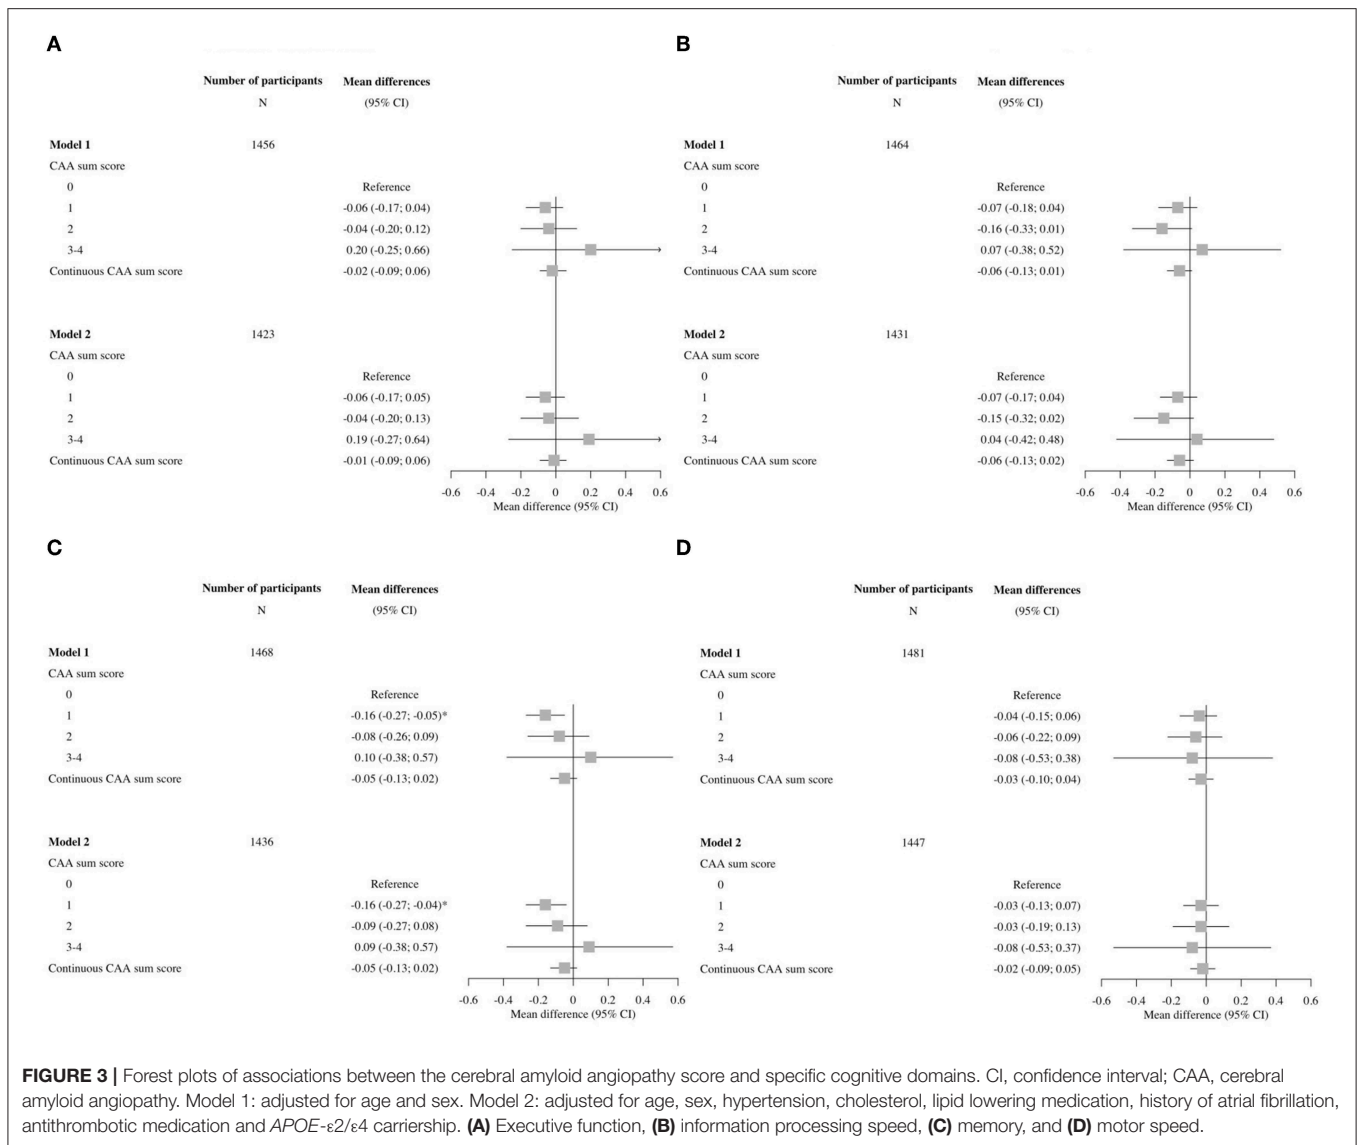 A
Number of participants Mean differences
N (95% CI)
Model 1 1456
CAA sum score
0 Reference
1 -0.06 (-0.17; 0.04)
2 -0.04 (-0.20; 0.12)
3-4 0.20 (-0.25; 0.66)
Continuous CAA sum score -0.02 (-0.09; 0.06)
Model 2 1423
CAA sum score
0 Reference
1 -0.06 (-0.17; 0.05)
2 -0.04 (-0.20; 0.13)
3-4 0.19 (-0.27; 0.64)
Continuous CAA sum score -0.01 (-0.09; 0.06)
-0.6 -0.4 -0.2 0 0.2 0.4 0.6
Mean difference (95% CI)
B
Number of participants Mean differences
N (95% CI)
Model 1 1464
CAA sum score
0 Reference
1 -0.07 (-0.18; 0.04)
2 -0.16 (-0.33; 0.01)
3-4 0.07 (-0.38; 0.52)
Continuous CAA sum score -0.06 (-0.13; 0.01)
Model 2 1431
CAA sum score
0 Reference
1 -0.07 (-0.17; 0.04)
2 -0.15 (-0.32; 0.02)
3-4 0.04 (-0.42; 0.48)
Continuous CAA sum score -0.06 (-0.13; 0.02)
-0.6 -0.4 -0.2 0 0.2 0.4 0.6
Mean difference (95% CI)
C
Number of participants Mean differences
N (95% CI)
Model 1 1468
CAA sum score
0 Reference
1 -0.16 (-0.27; -0.05)*
2 -0.08 (-0.26; 0.09)
3-4 0.10 (-0.38; 0.57)
Continuous CAA sum score -0.05 (-0.13; 0.02)
Model 2 1436
CAA sum score
0 Reference
1 -0.16 (-0.27; -0.04)*
2 -0.09 (-0.27; 0.08)
3-4 0.09 (-0.38; 0.57)
Continuous CAA sum score -0.05 (-0.13; 0.02)
-0.6 -0.4 -0.2 0 0.2 0.4 0.6
Mean difference (95% CI)
D
Number of participants Mean differences
N (95% CI)
Model 1 1481
CAA sum score
0 Reference
1 -0.04 (-0.15; 0.06)
2 -0.06 (-0.22; 0.09)
3-4 -0.08 (-0.53; 0.38)
Continuous CAA sum score -0.03 (-0.10; 0.04)
Model 2 1447
CAA sum score
0 Reference
1 -0.03 (-0.13; 0.07)
2 -0.03 (-0.19; 0.13)
3-4 -0.08 (-0.53; 0.37)
Continuous CAA sum score -0.02 (-0.09; 0.05)
-0.6 -0.4 -0.2 0 0.2 0.4 0.6
Mean difference (95% CI)
FIGURE 3 | Forest plots of associations between the cerebral amyloid angiopathy score and specific cognitive domains. CI, confidence interval; CAA, cerebral
amyloid angiopathy. Model 1: adjusted for age and sex. Model 2: adjusted for age, sex, hypertension, cholesterol, lipid lowering medication, history of atrial fibrillation,
antithrombotic medication and APOE-ε2/ε4 carriership. (A) Executive function, (B) information processing speed, (C) memory, and (D) motor speed.